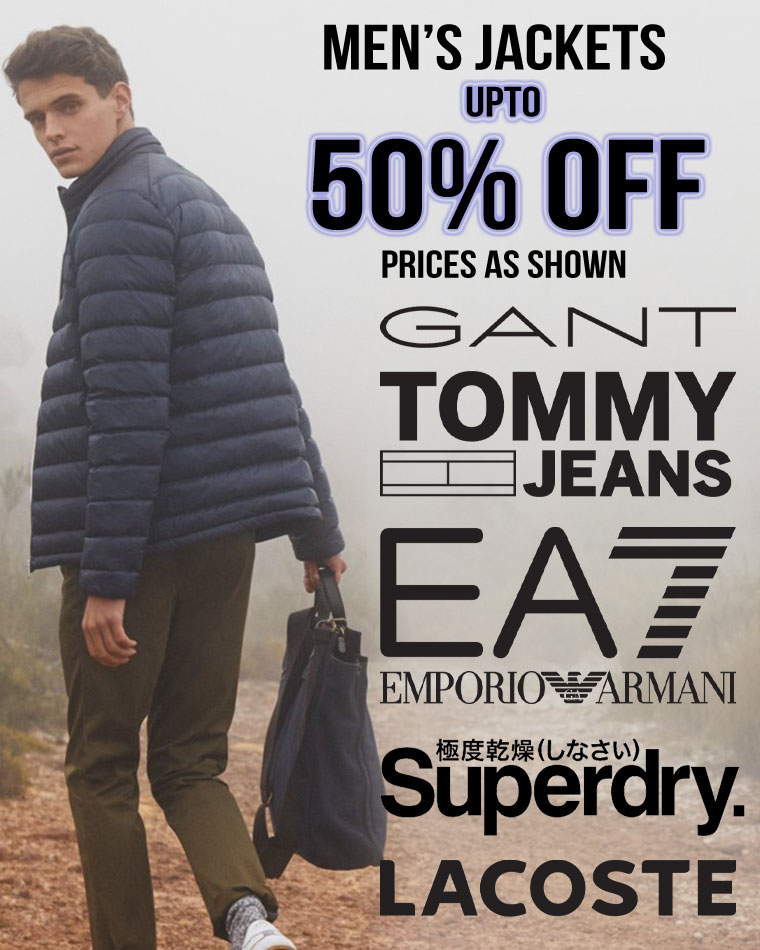 MEN'S JACKETS
UPTO
50% OFF
PRICES AS SHOWN
GANT
TOMMY
JEANS
EA7
EMPORIO ARMANI
極度乾燥(しなさい)
Superdry.
LACOSTE